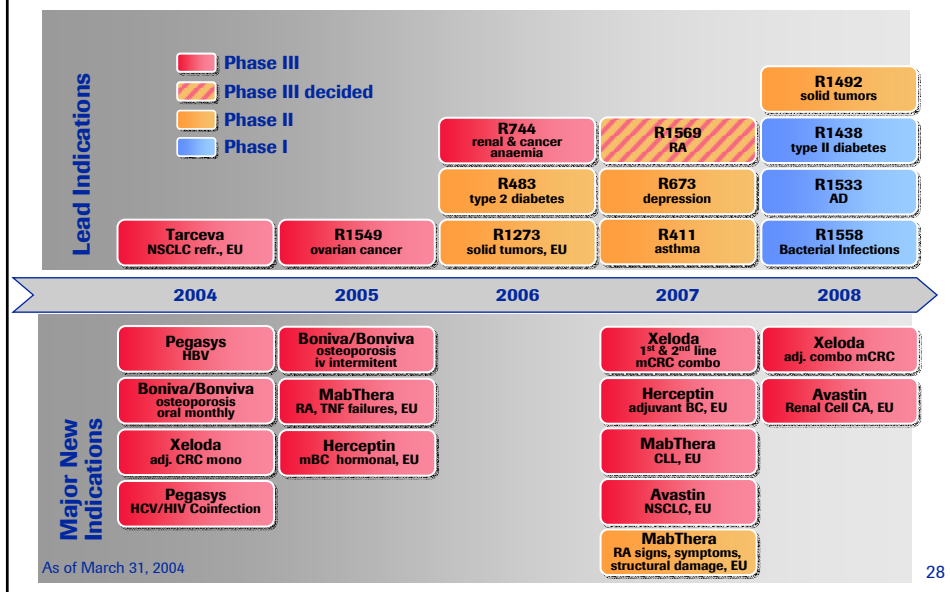 Lead Indications
Phase III
Phase III decided
Phase II
Phase I
Tarceva
NSCLC refr., EU
R1549
ovarian cancer
R744
renal & cancer
anaemia
R483
type 2 diabetes
R1273
solid tumors, EU
R1569
RA
R673
depression
R411
asthma
R1492
solid tumors
R1438
type II diabetes
R1533
AD
R1558
Bacterial Infections
2004
2005
2006
2007
2008
Major New
Indications
Pegasys
HBV
Boniva/Bonviva
osteoporosis
oral monthly
Xeloda
adj. CRC mono
Pegasys
HCV/HIV Coinfection
Boniva/Bonviva
osteoporosis
iv intermitent
MabThera
RA, TNF failures, EU
Herceptin
mBC hormonal, EU
Xeloda
1st & 2nd line
mCRC combo
Herceptin
adjuvant BC, EU
MabThera
CLL, EU
Avastin
NSCLC, EU
MabThera
RA signs, symptoms,
structural damage, EU
Xeloda
adj. combo mCRC
Avastin
Renal Cell CA, EU
As of March 31, 2004
28